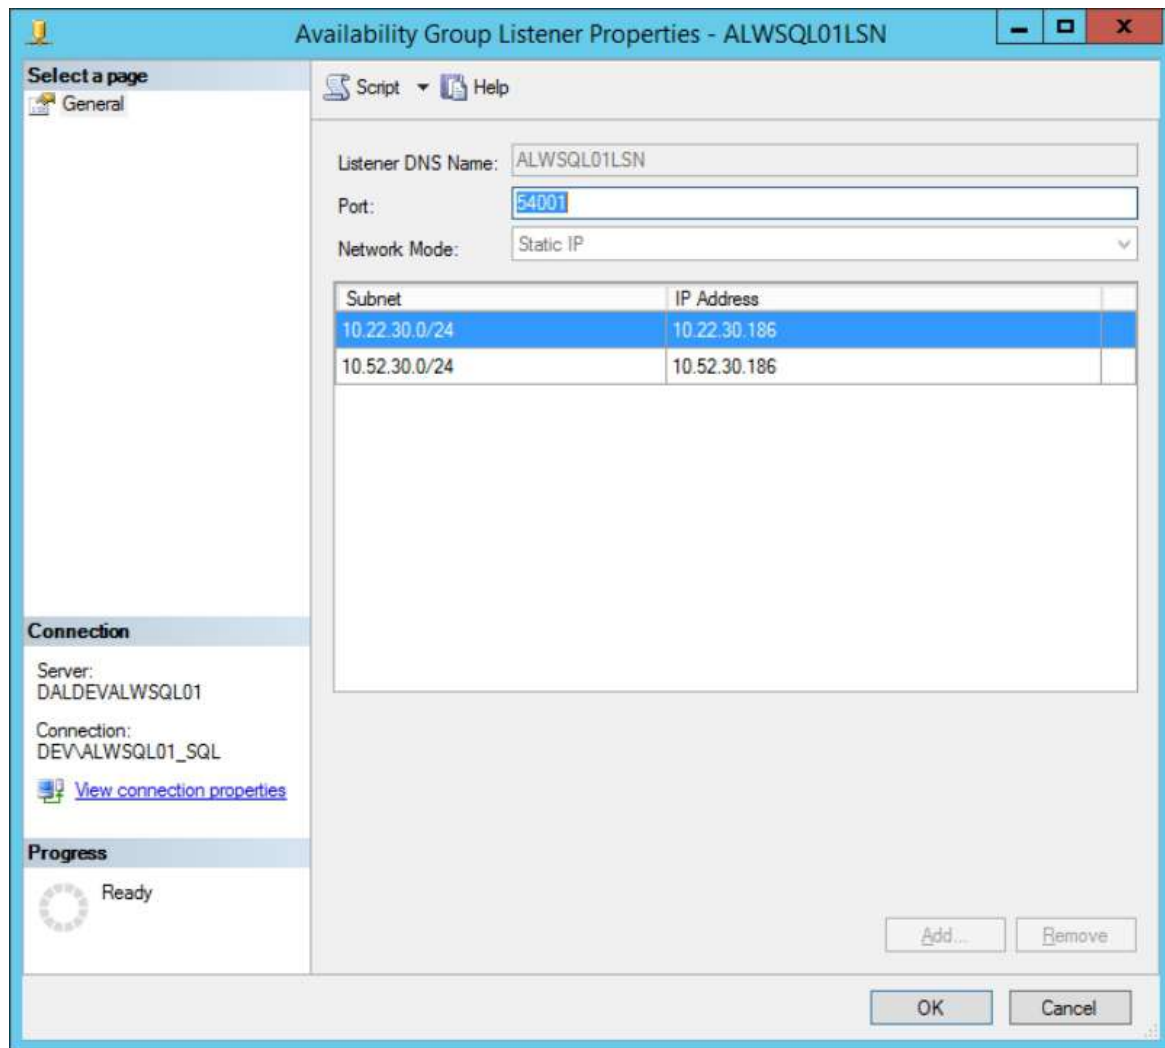 Availability Group Listener Properties - ALWSQL01LSN
Select a page
General
Script Help
Listener DNS Name: ALWSQL01LSN
Port: 54001
Network Mode: Static IP
Subnet IP Address
10.22.30.0/24 10.22.30.186
10.52.30.0/24 10.52.30.186
Connection
Server:
DALDEVALWSQL01
Connection:
DEV\ALWSQL01_SQL
View connection properties
Progress
Ready
Add... Remove
OK Cancel